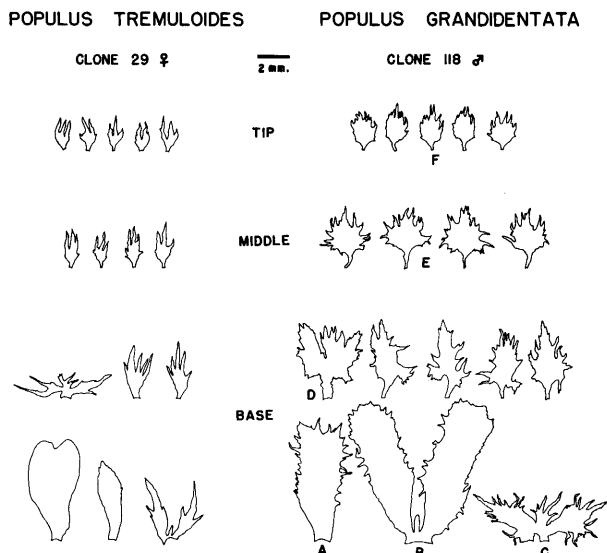 POPULUS TREMULOIDES POPULUS GRANDIDENTATA
CLONE 29 ♀ 2 mm. CLONE 118 ♂
TIP
F
MIDDLE
E
D
BASE
A B C